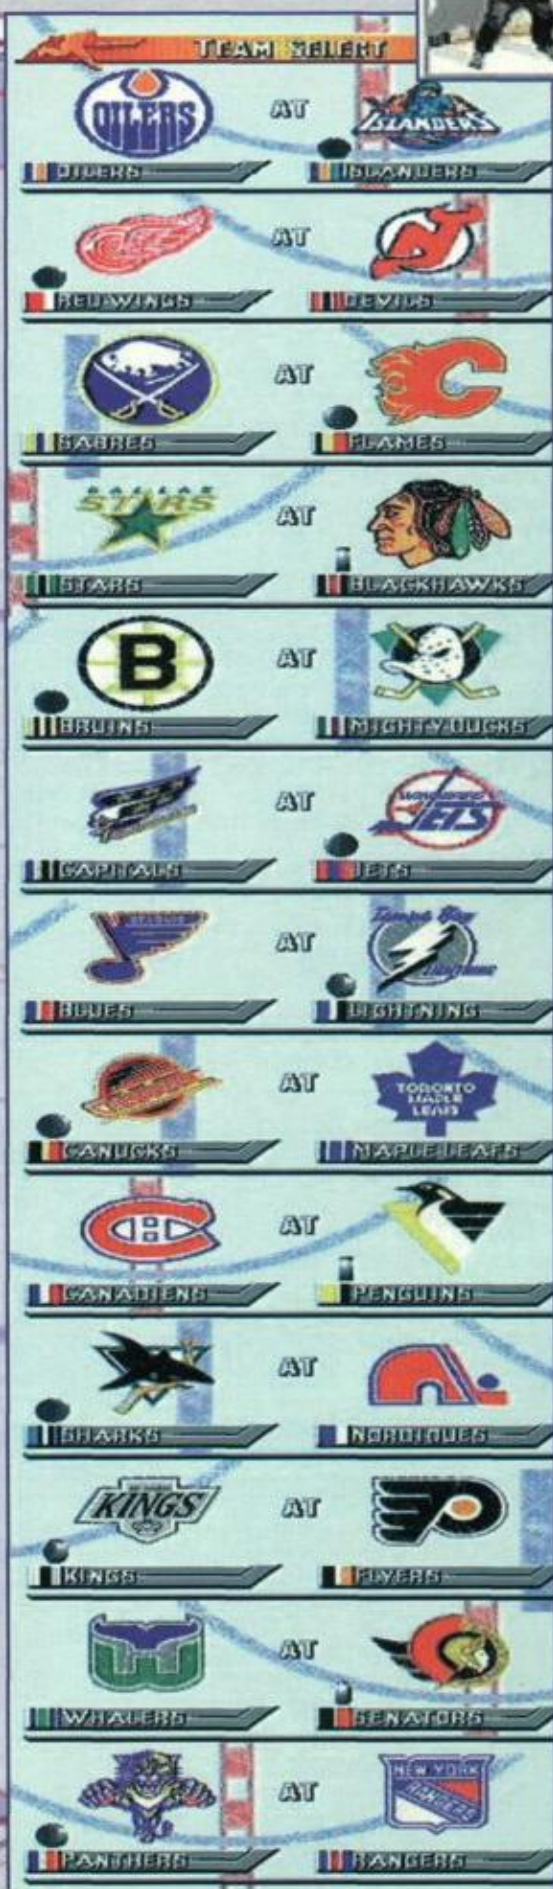 TEAM SELECT
OILERS AT ISLANDERS
OILERS ISLANDERS
AT
RED WINGS DEVILS
AT
SABRES FLAMES
DALLAS
STARS AT
STARS BLACKHAWKS
B AT
BRUINS MIGHTY DUCKS
AT JETS
CAPITALS JETS
AT Tampa Bay
Lightning
BLUES LIGHTNING
AT TORONTO
MAPLE
LEAFS
CANUCKS MAPLE LEAFS
AT
CANADIENS PENGUINS
AT
SHARKS NORDIQUES
KINGS AT
KINGS FLYERS
AT
WHALERS SENATORS
AT NEW YORK
RANGERS
PANTHERS RANGERS